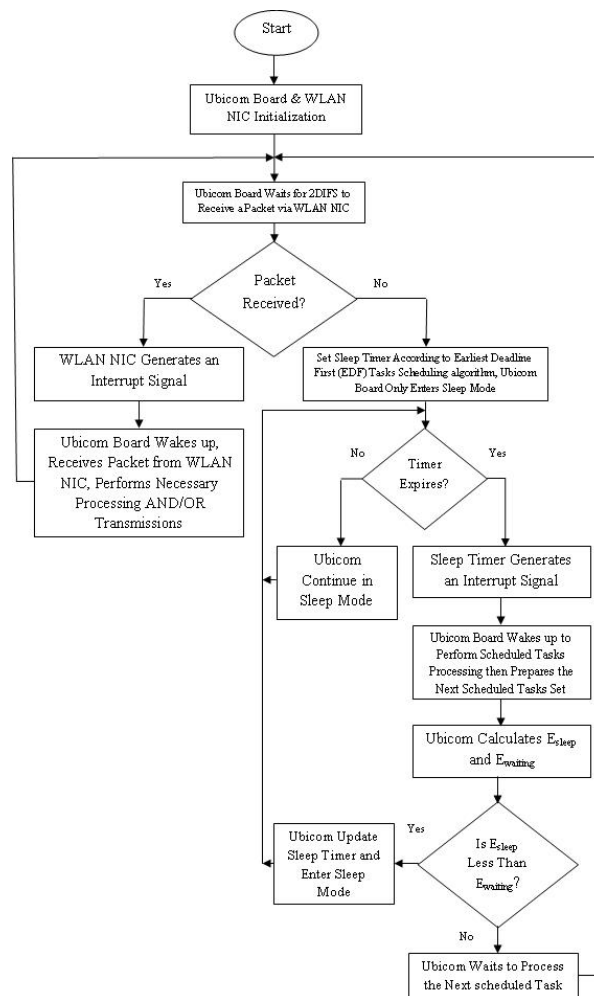 Start
Ubicom Board & WLAN
NIC Initialization
Ubicom Board Waits for 2DIFS to
Receive a Packet via WLAN NIC
Yes
Packet
Received?
No
WLAN NIC Generates an
Interrupt Signal
Set Sleep Timer According to Earliest Deadline
First (EDF) Tasks Scheduling algorithm, Ubicom
Board Only Enters Sleep Mode
Ubicom Board Wakes up,
Receives Packet from WLAN
NIC, Performs Necessary
Processing AND/OR
Transmissions
No
Timer
Expires?
Yes
Ubicom
Continue in
Sleep Mode
Sleep Timer Generates
an Interrupt Signal
Ubicom Board Wakes up to
Perform Scheduled Tasks
Processing then Prepares the
Next Scheduled Tasks Set
Ubicom Calculates Esleep
and Ewaiting
Ubicom Update
Sleep Timer and
Enter Sleep
Mode
Yes
Is Esleep
Less Than
Ewaiting?
No
Ubicom Waits to Process
the Next scheduled Task